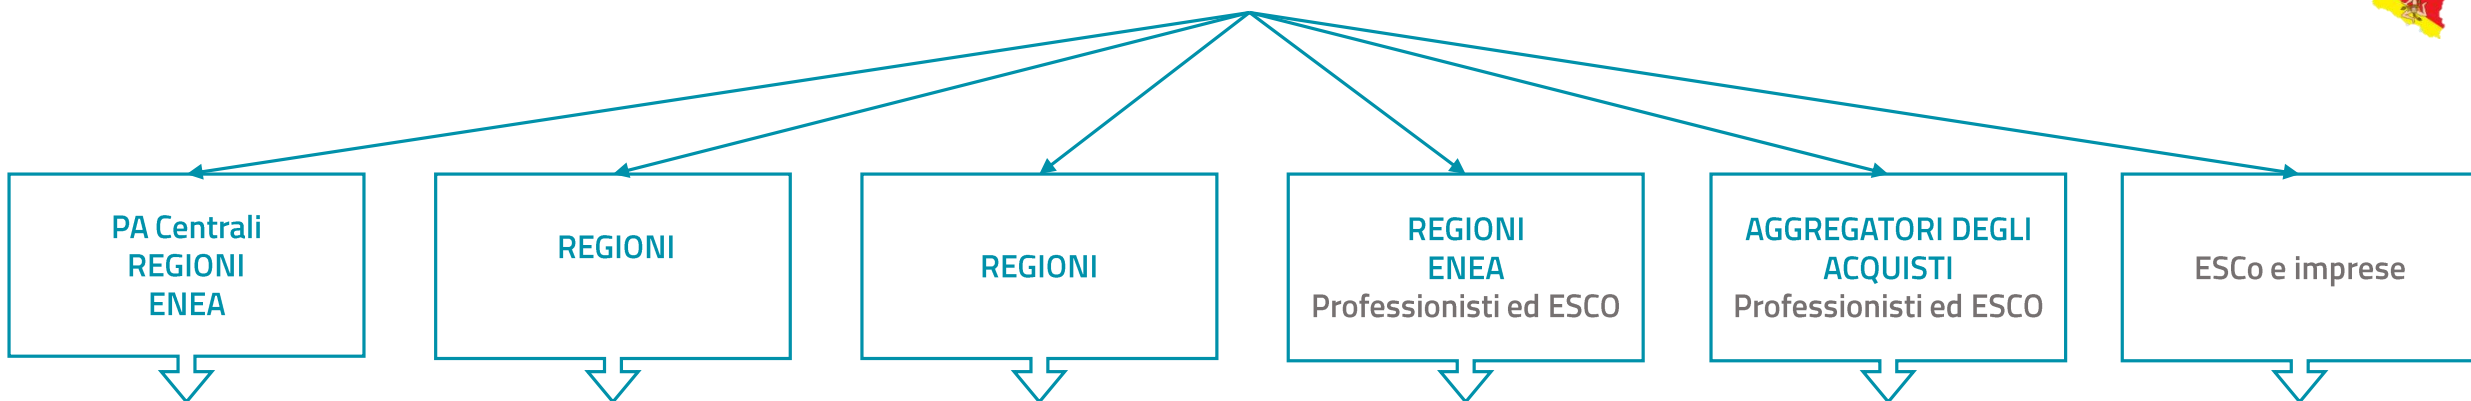 PA Centrali
REGIONI
ENEA
REGIONI
REGIONI
REGIONI
ENEA
Professionisti ed ESCO
AGGREGATORI DEGLI
ACQUISTI
Professionisti ed ESCO
ESCo e imprese